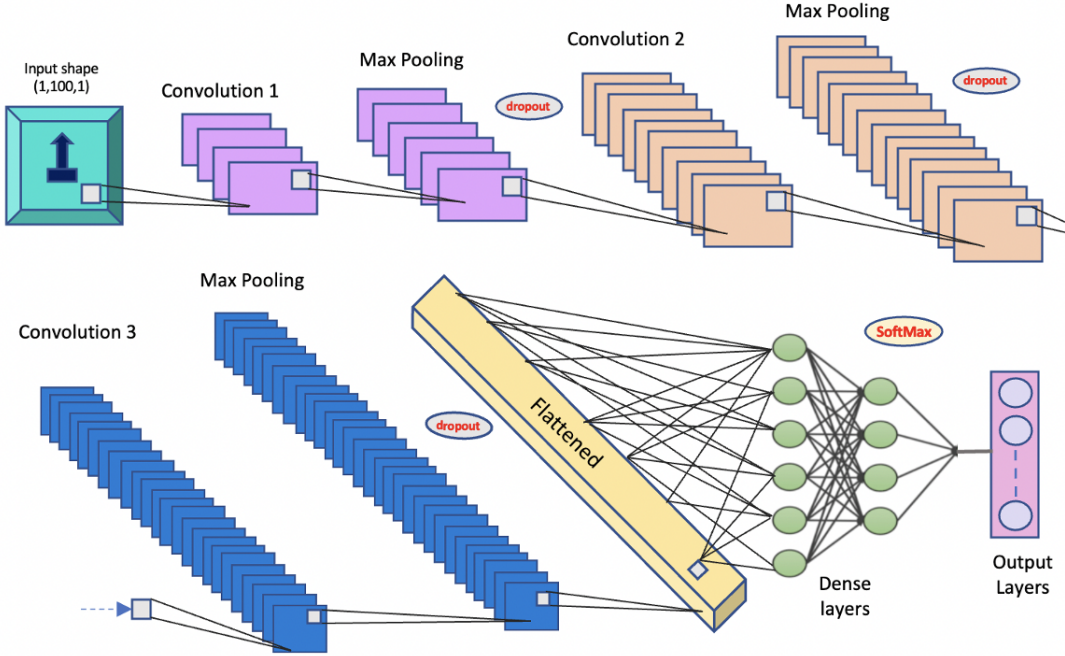 Input shape
(1,100,1)
Convolution 1
Max Pooling
dropout
Convolution 2
Max Pooling
dropout
Convolution 3
Max Pooling
dropout
Flattened
SoftMax
Dense
layers
Output
Layers